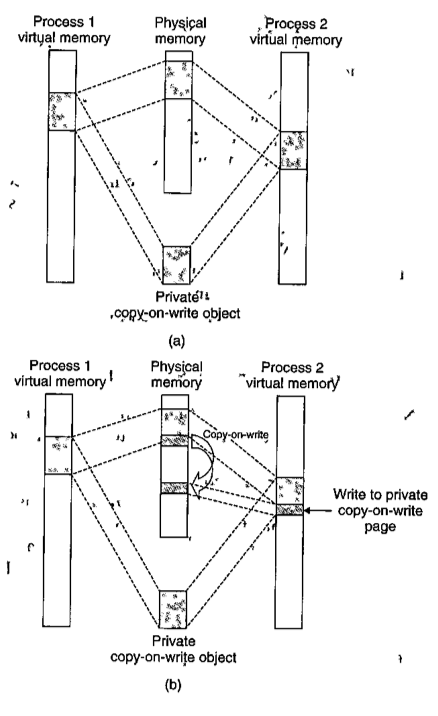 Process 1
virtual memory
Physical
memory
Process 2
virtual memory
Private
copy-on-write object
(a)
Process 1
virtual memory
Physical
memory
Process 2
virtual memory
Copy-on-write
Write to private
copy-on-write
page
Private
copy-on-write object
(b)